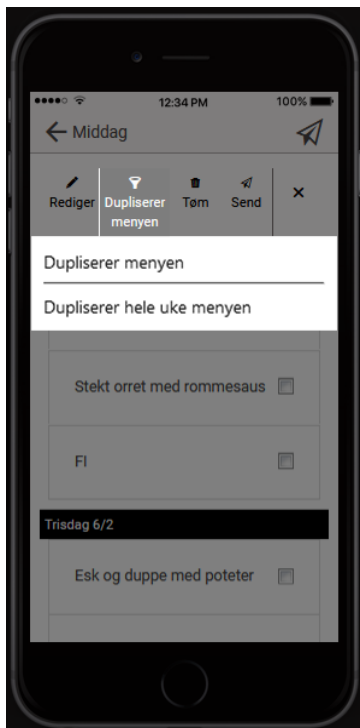 12:34 PM 100%
Middag
Rediger Dupliserer menyen Tøm Send
Dupliserer menyen
Dupliserer hele uke menyen
Stekt orret med rommesaus
FI
Trisdag 6/2
Esk og duppe med poteter